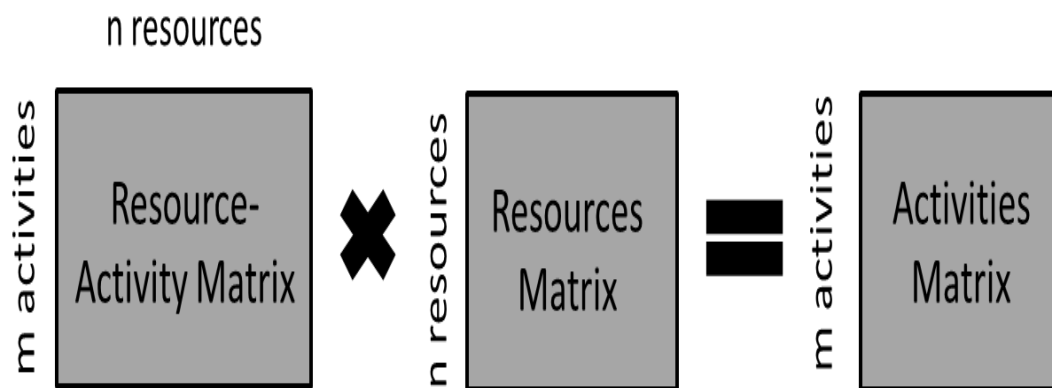 n resources
m activities
Resource-
Activity Matrix
n resources
Resources
Matrix
m activities
Activities
Matrix